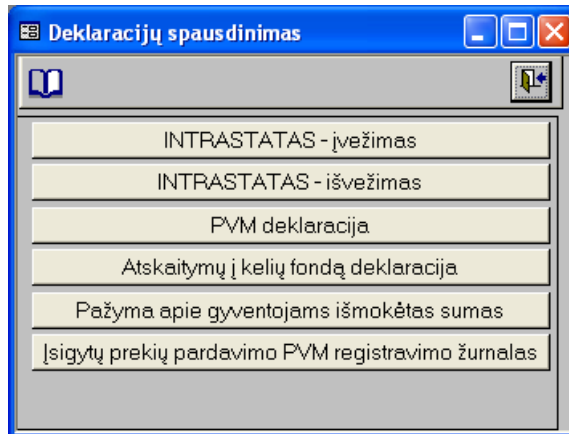 Deklaracijų spausdinimas
INTRASTATAS - įvežimas
INTRASTATAS - išvežimas
PVM deklaracija
Atskaitymų į kelių fondą deklaracija
Pažyma apie gyventojams išmokėtas sumas
Įsigytų prekių pardavimo PVM registravimo žurnalas